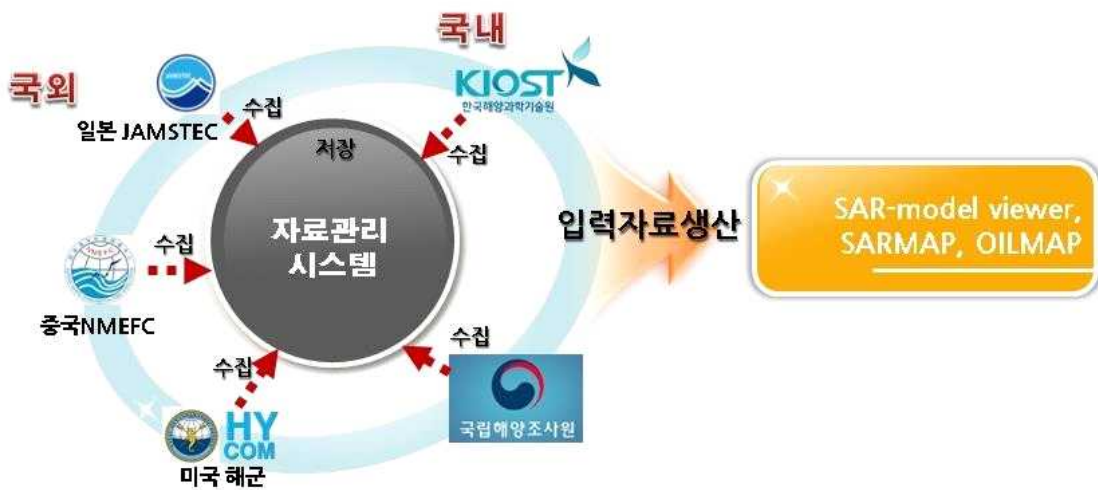 국내
국외
JAMSTEC
KIOST
한국해양과학기술원
일본 JAMSTEC
수집
수집
저장
자료관리
시스템
입력자료생산
SAR-model viewer,
SARMAP, OILMAP
NMEFC
수집
중국NMEFC
수집
수집
국립해양조사원
HY
COM
미국 해군